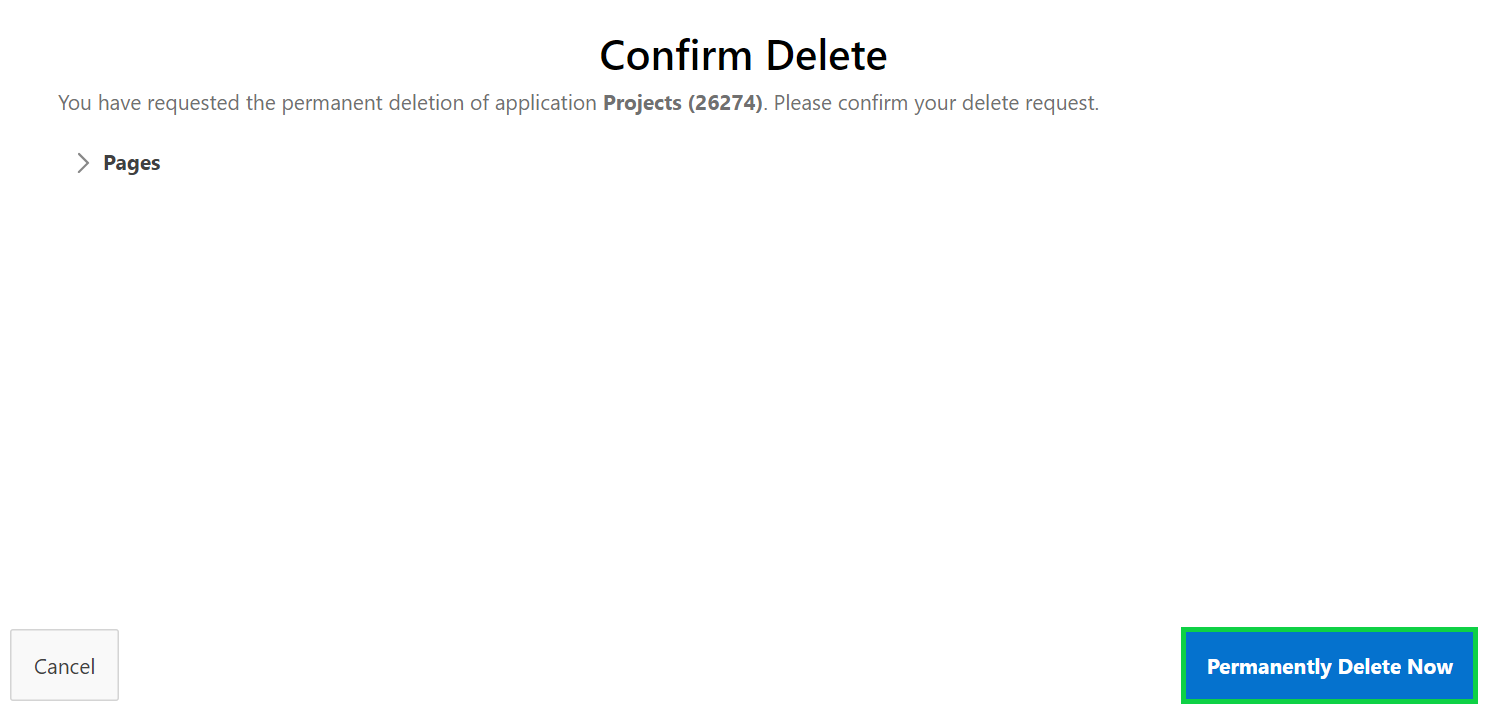 Confirm Delete
You have requested the permanent deletion of application Projects (26274). Please confirm your delete request.
Pages
Cancel
Permanently Delete Now